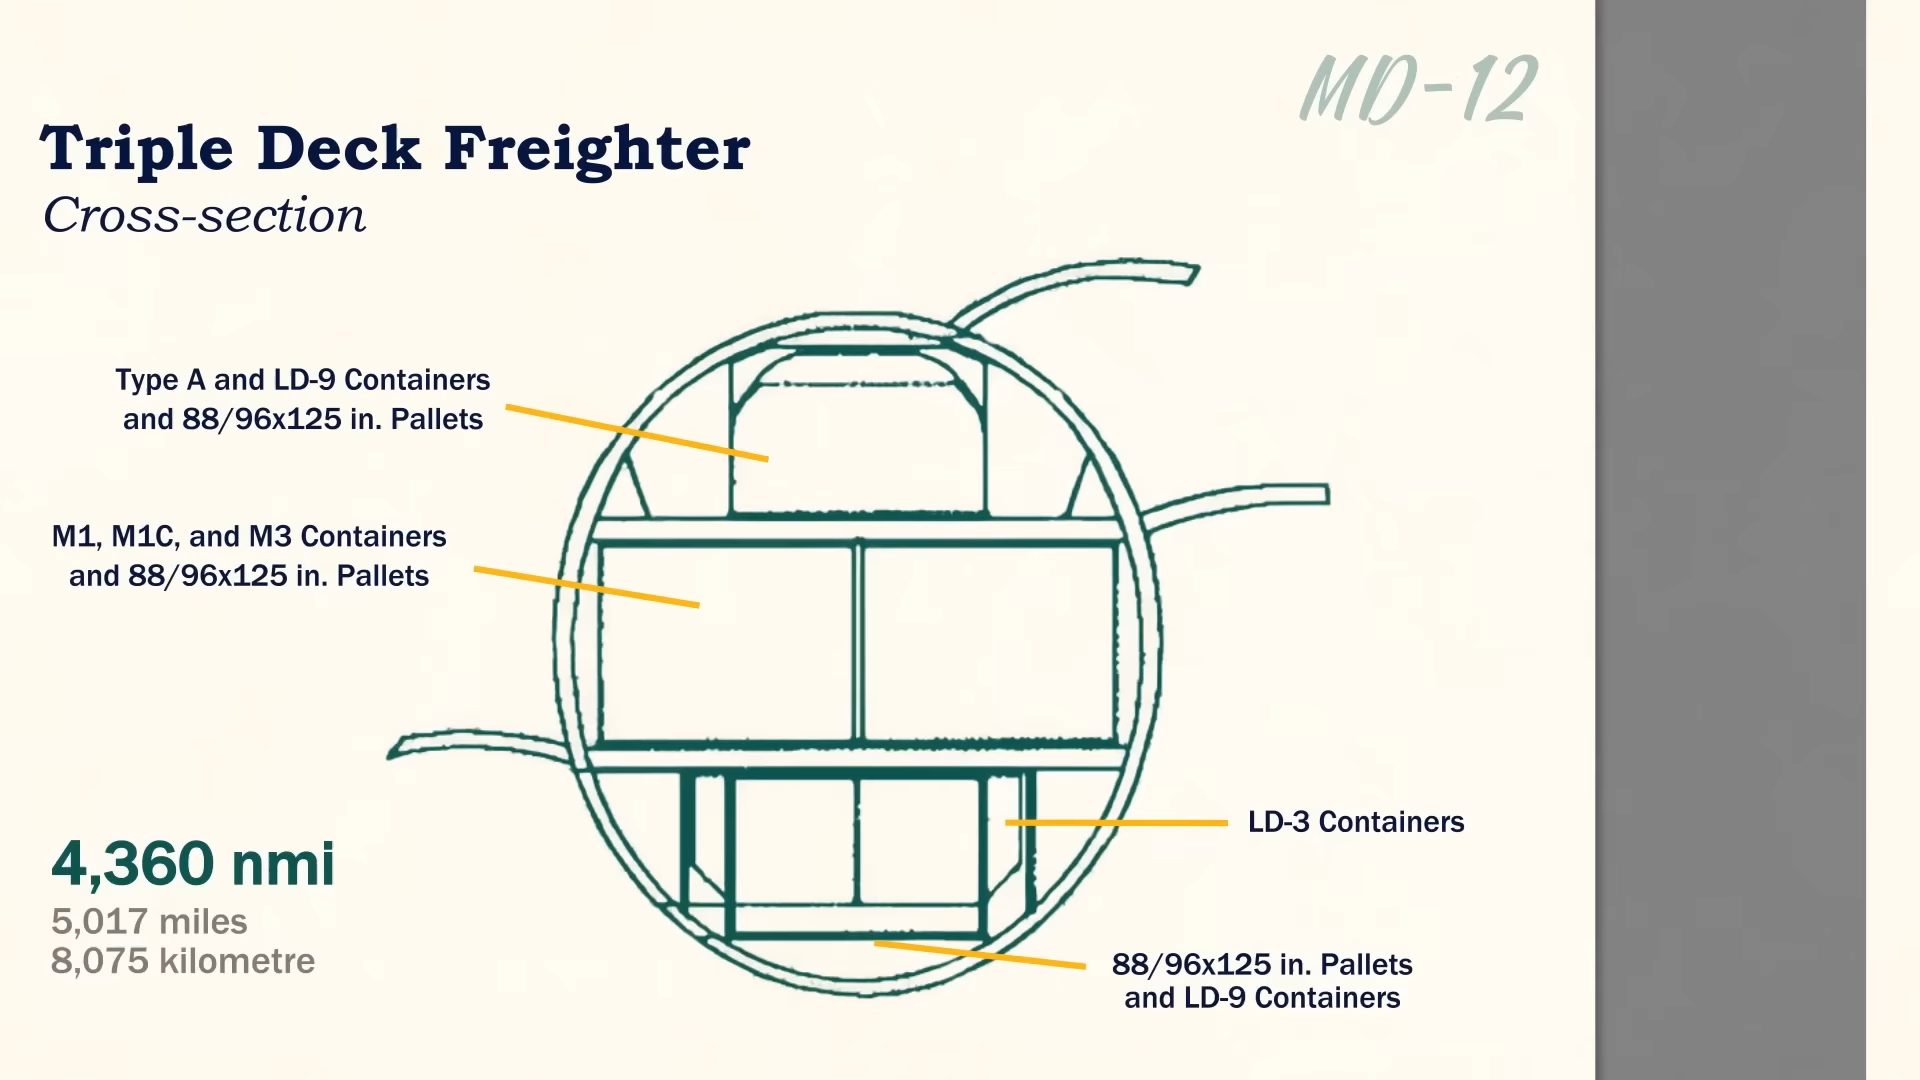 MD-12
Triple Deck Freighter
Cross-section
Type A and LD-9 Containers
and 88/96x125 in. Pallets
M1, M1C, and M3 Containers
and 88/96x125 in. Pallets
LD-3 Containers
4,360 nmi
5,017 miles
8,075 kilometre
88/96x125 in. Pallets
and LD-9 Containers